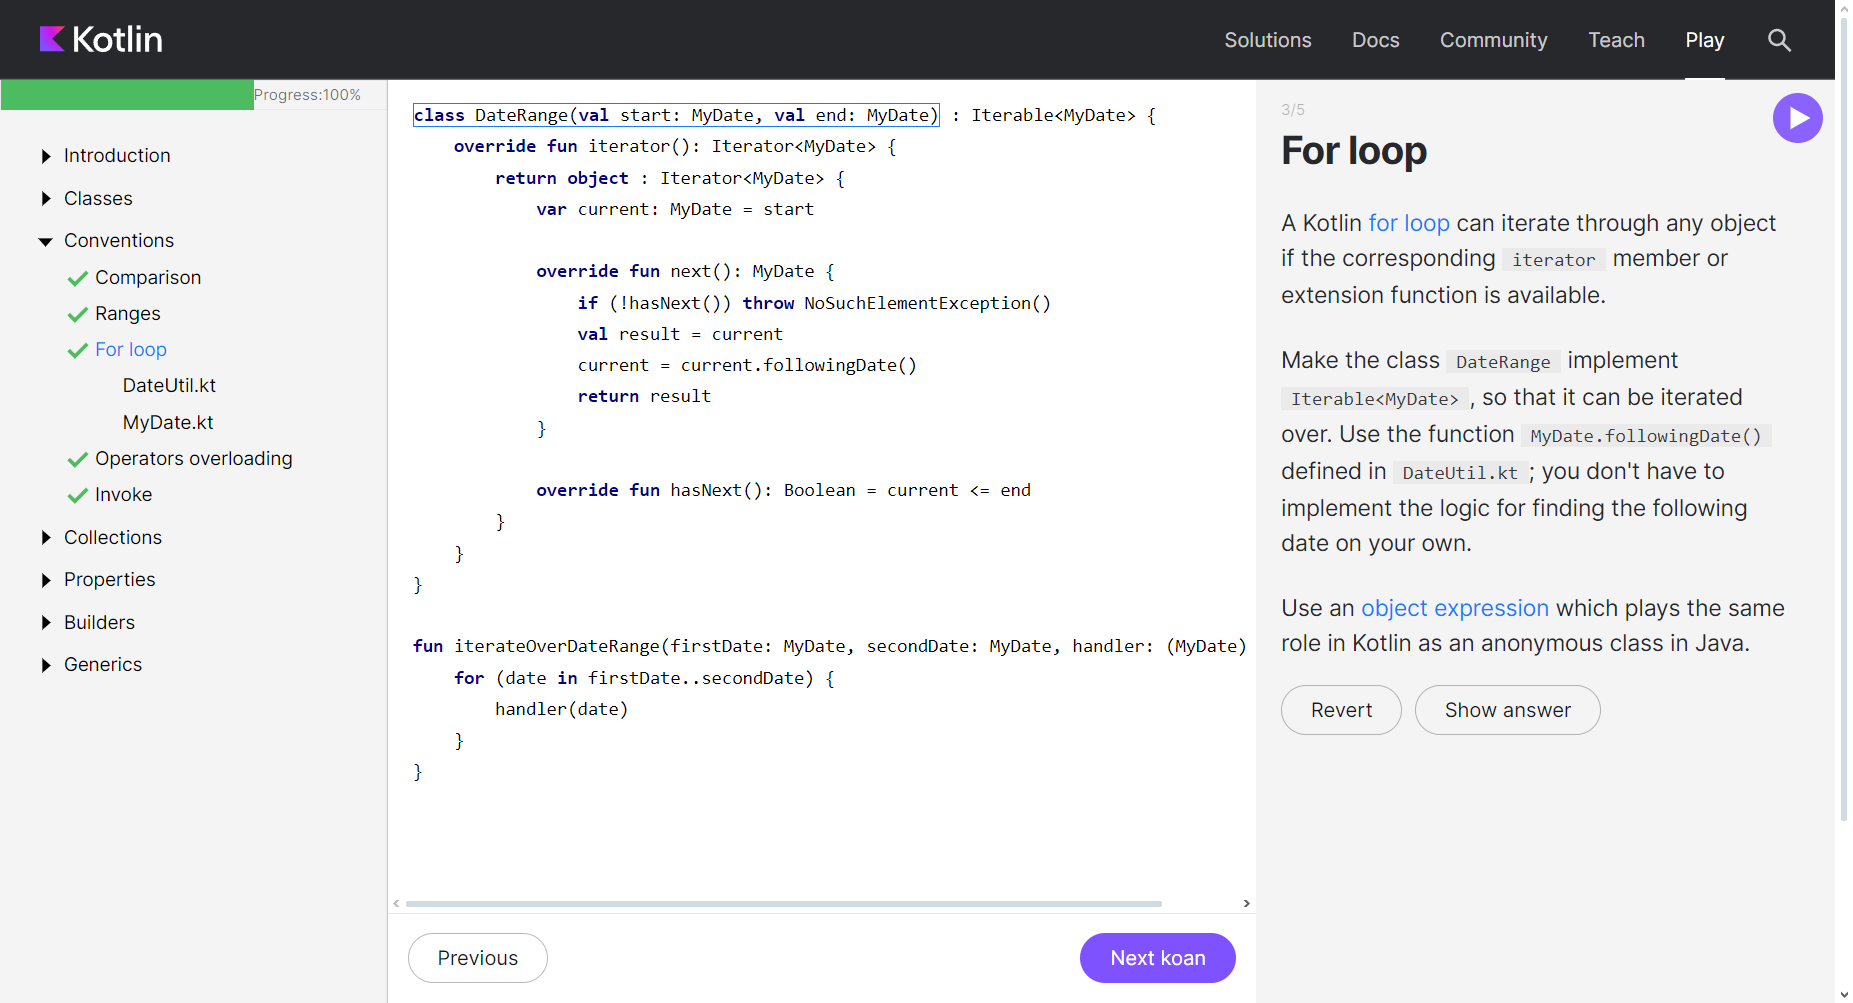 Kotlin
Solutions
Docs
Community
Teach
Play
Progress:100%
Introduction
Classes
Conventions
Comparison
Ranges
For loop
DateUtil.kt
MyDate.kt
Operators overloading
Invoke
Collections
Properties
Builders
Generics
class DateRange(val start: MyDate, val end: MyDate) : Iterable<MyDate> {
    override fun iterator(): Iterator<MyDate> {
        return object : Iterator<MyDate> {
            var current: MyDate = start

            override fun next(): MyDate {
                if (!hasNext()) throw NoSuchElementException()
                val result = current
                current = current.followingDate()
                return result
            }

            override fun hasNext(): Boolean = current <= end
        }
    }
}

fun iterateOverDateRange(firstDate: MyDate, secondDate: MyDate, handler: (MyDate)
    for (date in firstDate..secondDate) {
        handler(date)
    }
}
Previous
Next koan
3/5
For loop
A Kotlin for loop can iterate through any object
if the corresponding iterator member or
extension function is available.
Make the class DateRange implement
Iterable<MyDate> , so that it can be iterated
over. Use the function MyDate.followingDate()
defined in DateUtil.kt ; you don't have to
implement the logic for finding the following
date on your own.
Use an object expression which plays the same
role in Kotlin as an anonymous class in Java.
Revert
Show answer